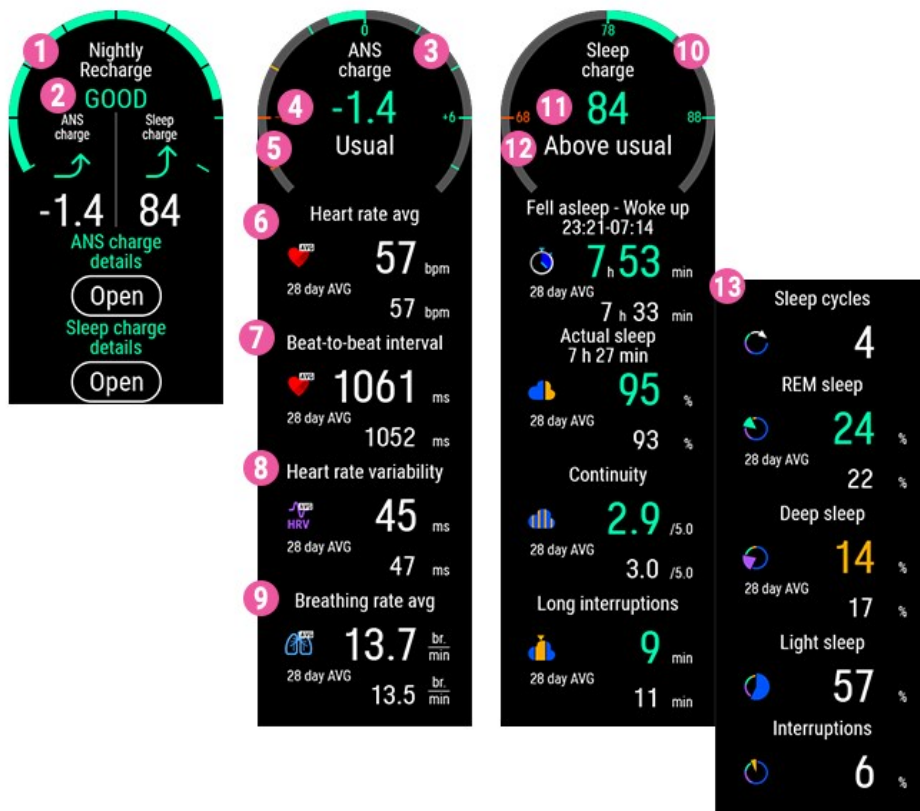 1
Nightly
Recharge
2
GOOD
ANS
charge
Sleep
charge
-1.4
84
ANS charge
details
Open
Sleep charge
details
Open
0
3
ANS
charge
4
-1.4
+6
5
Usual
6
Heart rate avg
AVG
57 bpm
28 day AVG
57 bpm
7
Beat-to-beat interval
AVG
1061 ms
28 day AVG
1052 ms
8
Heart rate variability
AVG
HRV
45 ms
28 day AVG
47 ms
9
Breathing rate avg
AVG
13.7 br.
min
28 day AVG
13.5 br.
min
78
10
Sleep
charge
68
11
84
88
12
Above usual
Fell asleep - Woke up
23:21-07:14
7 h 53 min
28 day AVG
7 h 33 min
Actual sleep
7 h 27 min
95 %
28 day AVG
93 %
Continuity
2.9 /5.0
28 day AVG
3.0 /5.0
Long interruptions
9 min
28 day AVG
11 min
13
Sleep cycles
4
REM sleep
24 %
28 day AVG
22 %
Deep sleep
14 %
28 day AVG
17 %
Light sleep
57 %
Interruptions
6 %